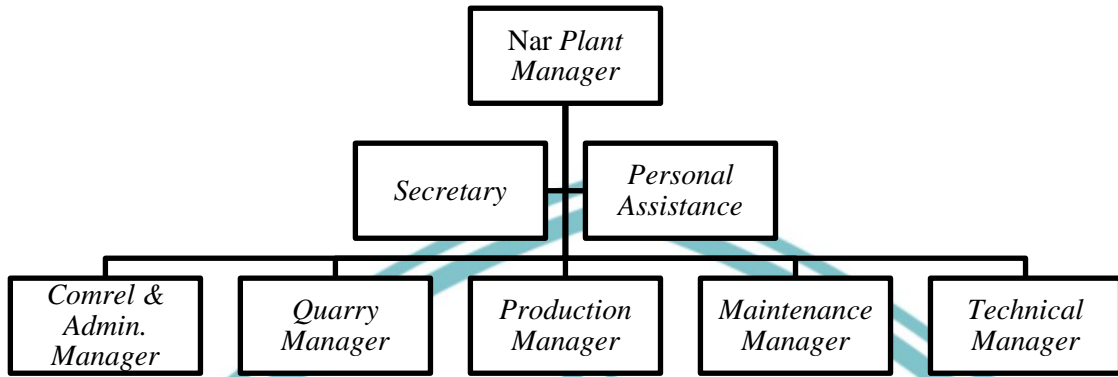 Nar Plant
Manager
Secretary
Personal
Assistance
Comrel &
Admin.
Manager
Quarry
Manager
Production
Manager
Maintenance
Manager
Technical
Manager